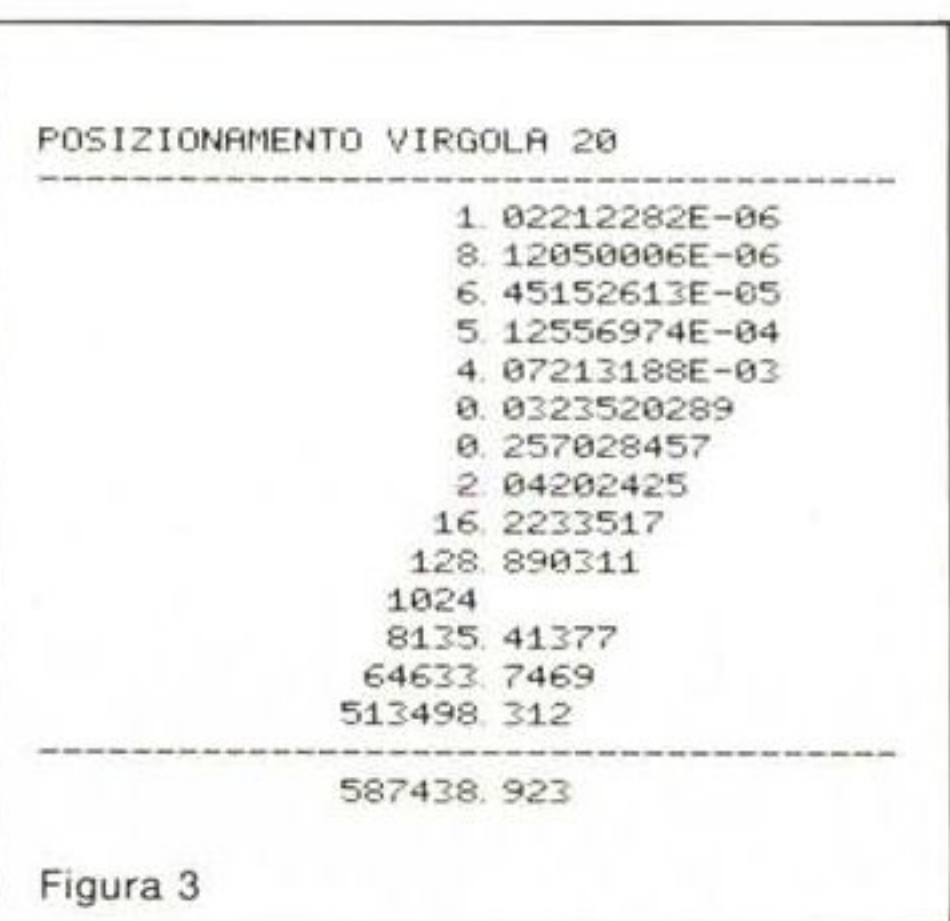 POSIZIONAMENTO VIRGOLA 20
------------------------------------
1.02212282E-06
8.12050006E-06
6.45152613E-05
5.12556974E-04
4.07213188E-03
0.0323520289
0.257028457
2.04202425
16.2233517
128.890311
1024
8135.41377
64633.7469
513498.312
------------------------------------
587438.923
Figura 3